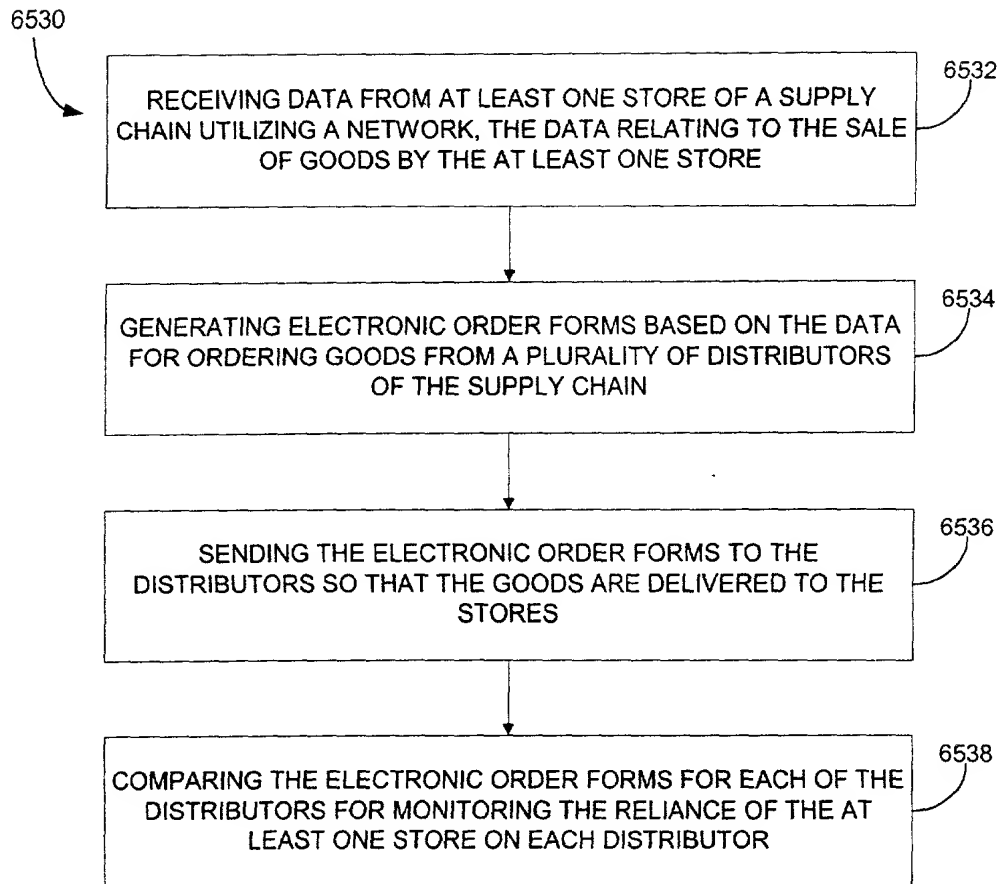 6530
6532
RECEIVING DATA FROM AT LEAST ONE STORE OF A SUPPLY
CHAIN UTILIZING A NETWORK, THE DATA RELATING TO THE SALE
OF GOODS BY THE AT LEAST ONE STORE
6534
GENERATING ELECTRONIC ORDER FORMS BASED ON THE DATA
FOR ORDERING GOODS FROM A PLURALITY OF DISTRIBUTORS
OF THE SUPPLY CHAIN
6536
SENDING THE ELECTRONIC ORDER FORMS TO THE
DISTRIBUTORS SO THAT THE GOODS ARE DELIVERED TO THE
STORES
6538
COMPARING THE ELECTRONIC ORDER FORMS FOR EACH OF THE
DISTRIBUTORS FOR MONITORING THE RELIANCE OF THE AT
LEAST ONE STORE ON EACH DISTRIBUTOR